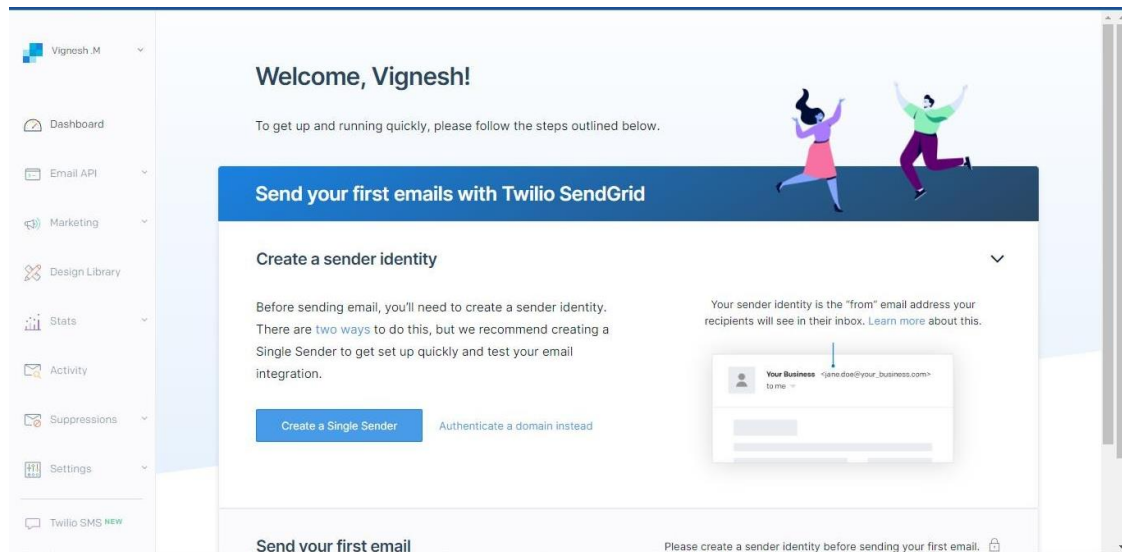 Vignesh .M
Dashboard
Email API
Marketing
Design Library
Stats
Activity
Suppressions
Settings
Twilio SMS NEW
Welcome, Vignesh!
To get up and running quickly, please follow the steps outlined below.
Send your first emails with Twilio SendGrid
Create a sender identity
Before sending email, you'll need to create a sender identity.
There are two ways to do this, but we recommend creating a
Single Sender to get set up quickly and test your email
integration.
Create a Single Sender
Authenticate a domain instead
Your sender identity is the "from" email address your
recipients will see in their inbox. Learn more about this.
Your Business <jane.doe@your_business.com>
to me
Send your first email
Please create a sender identity before sending your first email.